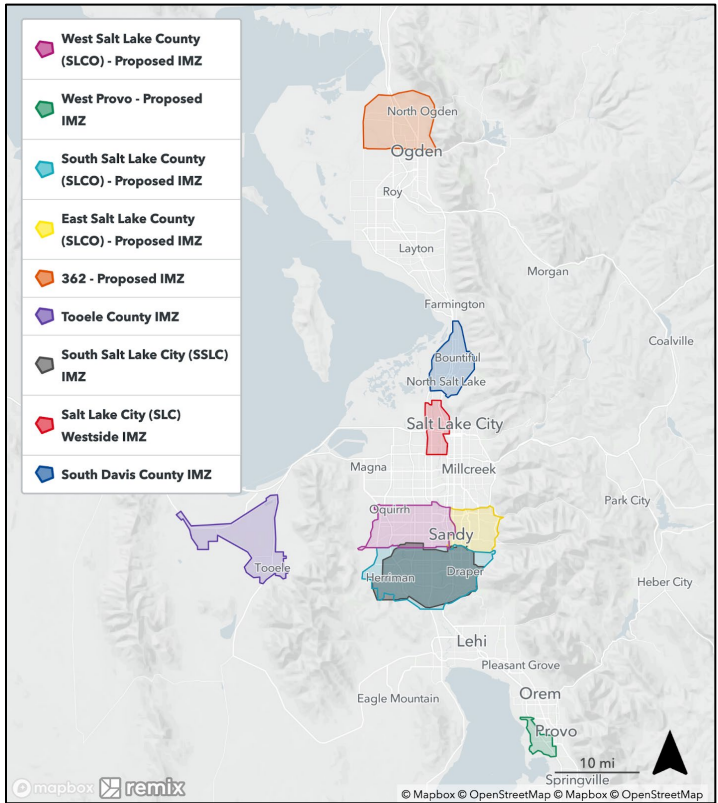 West Salt Lake County
(SLCO) - Proposed IMZ
West Provo - Proposed
IMZ
South Salt Lake County
(SLCO) - Proposed IMZ
East Salt Lake County
(SLCO) - Proposed IMZ
362 - Proposed IMZ
Tooele County IMZ
South Salt Lake City (SSLC)
IMZ
Salt Lake City (SLC)
Westside IMZ
South Davis County IMZ
North Ogden
Ogden
Roy
Layton
Morgan
Farmington
Coalville
Bountiful
North Salt Lake
Salt Lake City
Magna
Millcreek
Park City
Oquirrh
Sandy
Tooele
Herriman
Draper
Heber City
Lehi
Pleasant Grove
Eagle Mountain
Orem
Provo
10 mi
Springville
mapbox remix
© Mapbox © OpenStreetMap © Mapbox © OpenStreetMap